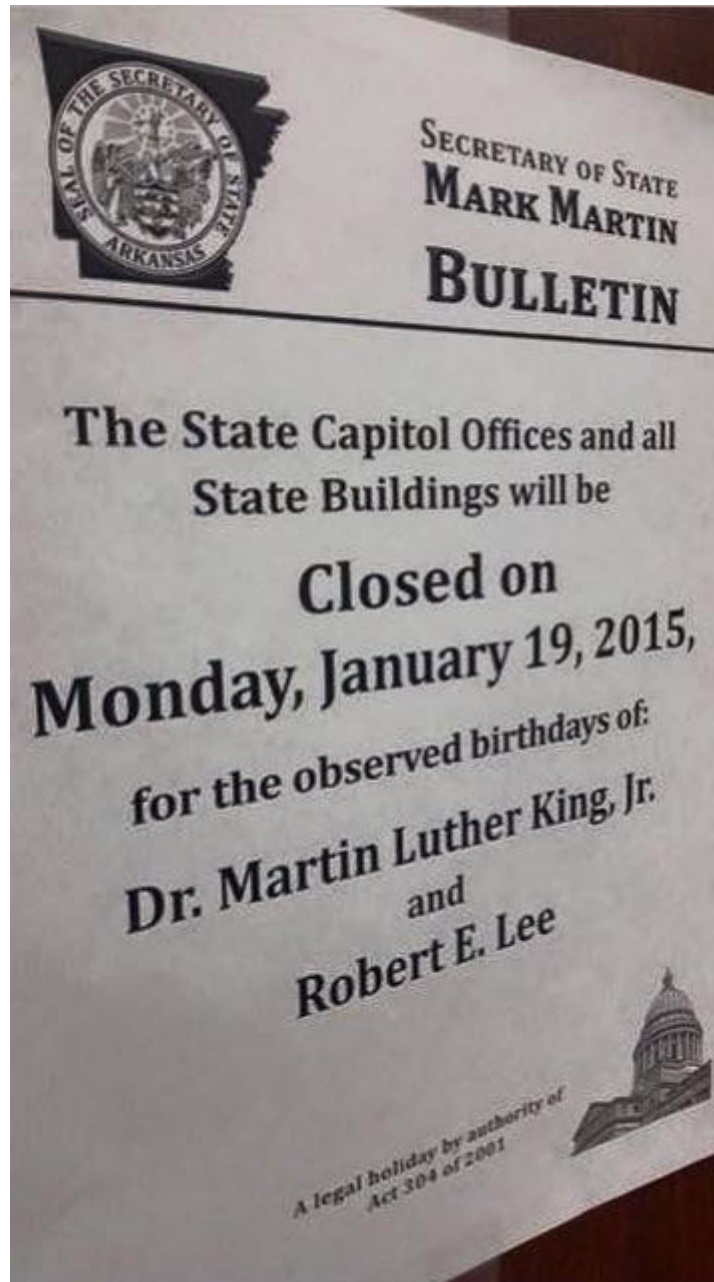 SEAL OF THE SECRETARY OF STATE
ARKANSAS
SECRETARY OF STATE
MARK MARTIN
BULLETIN
The State Capitol Offices and all
State Buildings will be
Closed on
Monday, January 19, 2015,
for the observed birthdays of:
Dr. Martin Luther King, Jr.
and
Robert E. Lee
A legal holiday by authority of
Act 304 of 2001